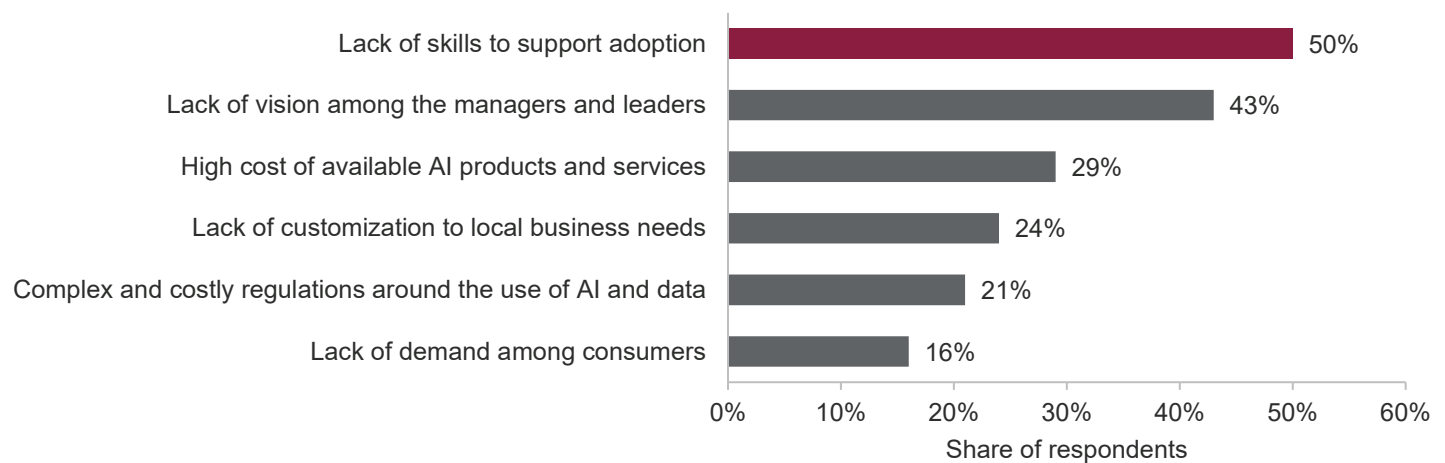 Lack of skills to support adoption 50%
Lack of vision among the managers and leaders 43%
High cost of available AI products and services 29%
Lack of customization to local business needs 24%
Complex and costly regulations around the use of AI and data 21%
Lack of demand among consumers 16%
0% 10% 20% 30% 40% 50% 60%
Share of respondents